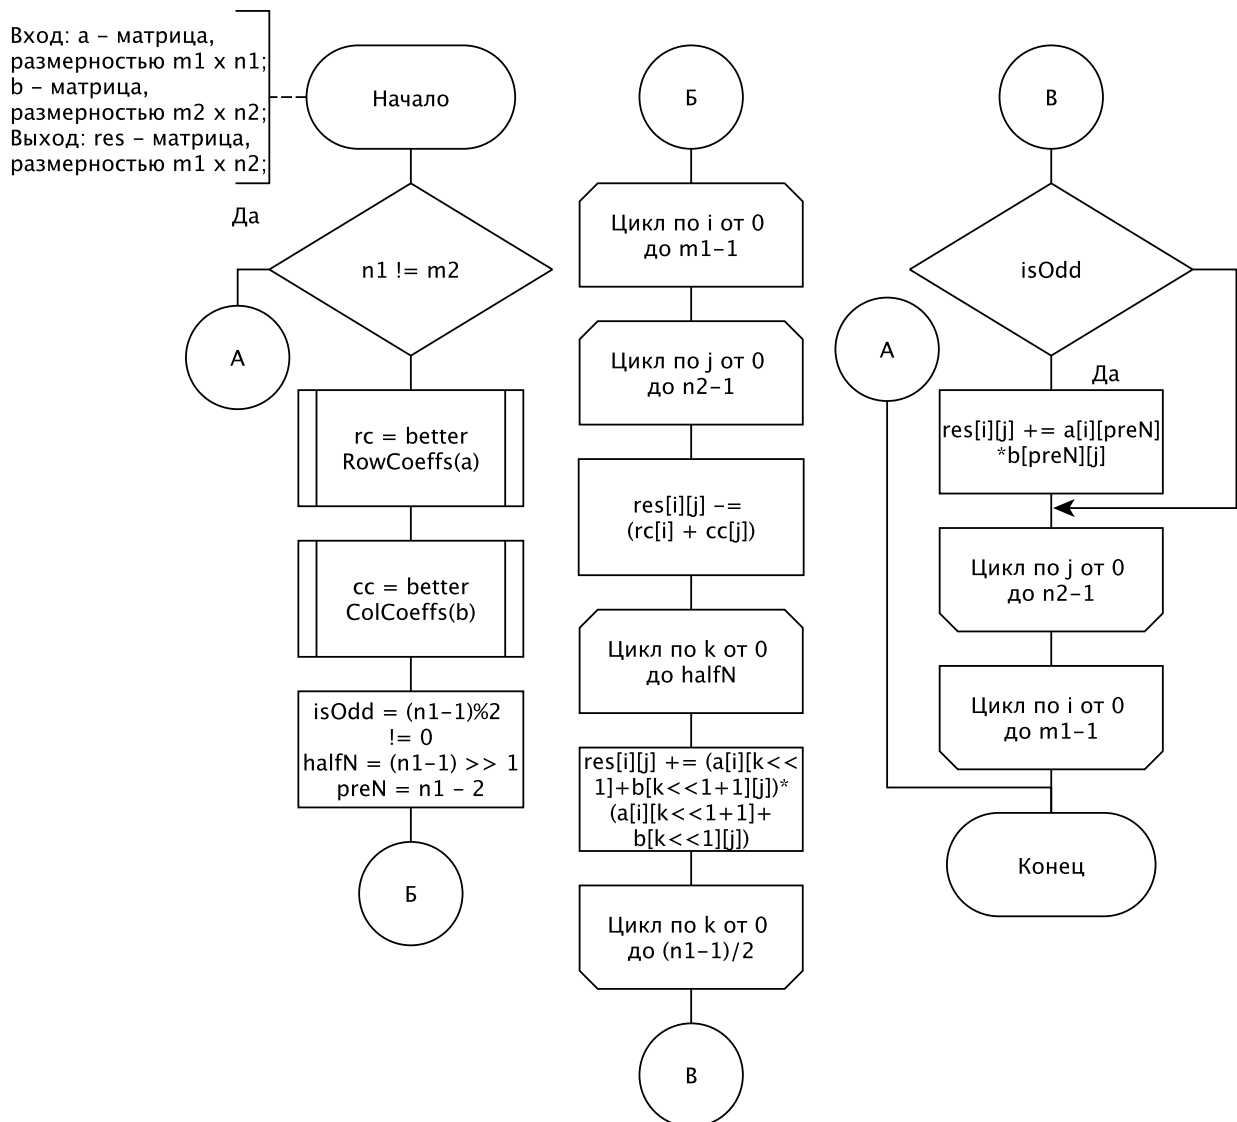 Вход: a – матрица,
размерностью m1 x n1;
b – матрица,
размерностью m2 x n2;
Выход: res – матрица,
размерностью m1 x n2;
Начало
Да
n1 != m2
А
rc = better
RowCoeffs(a)
cc = better
ColCoeffs(b)
isOdd = (n1-1)%2
!= 0
halfN = (n1-1) >> 1
preN = n1 - 2
Б
Б
Цикл по i от 0
до m1-1
Цикл по j от 0
до n2-1
res[i][j] -=
(rc[i] + cc[j])
Цикл по k от 0
до halfN
res[i][j] += (a[i][k<<
1]+b[k<<1+1][j])*
(a[i][k<<1+1]+
b[k<<1][j])
Цикл по k от 0
до (n1-1)/2
В
В
isOdd
А
Да
res[i][j] += a[i][preN]
*b[preN][j]
Цикл по j от 0
до n2-1
Цикл по i от 0
до m1-1
Конец